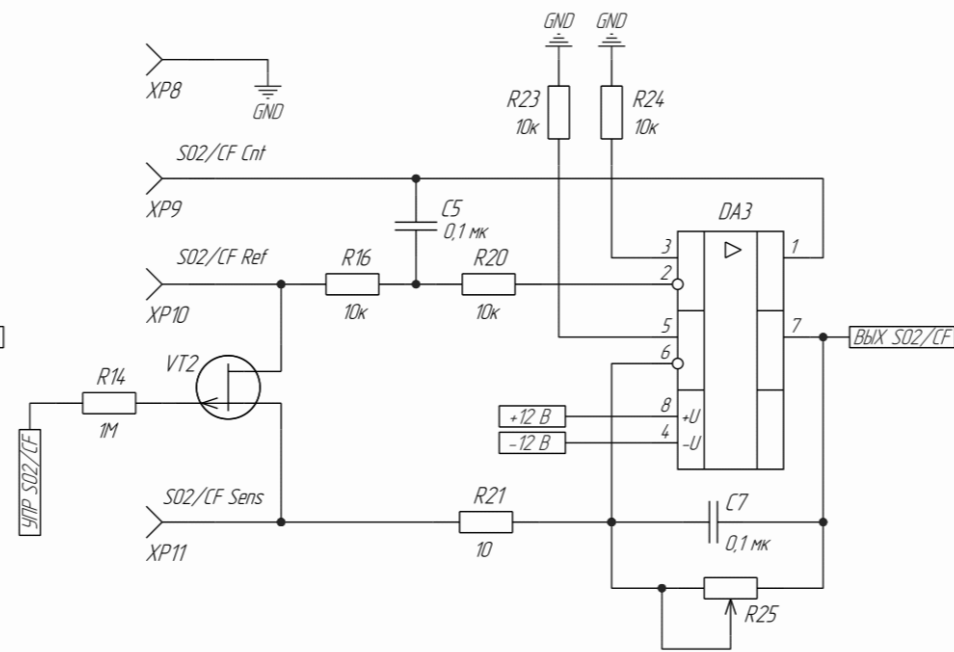 GND
GND
XP8
GND
R23
10к
R24
10к
SO2/CF Cnt
XP9
C5
0,1 мк
DA3
SO2/CF Ref
XP10
R16
10к
R20
10к
3
1
2
5
7
6
ВЫХ SO2/CF
VT2
R14
1М
УПР SO2/CF
+12 В
8
+U
-12 В
4
-U
SO2/CF Sens
XP11
R21
10
C7
0,1 мк
R25